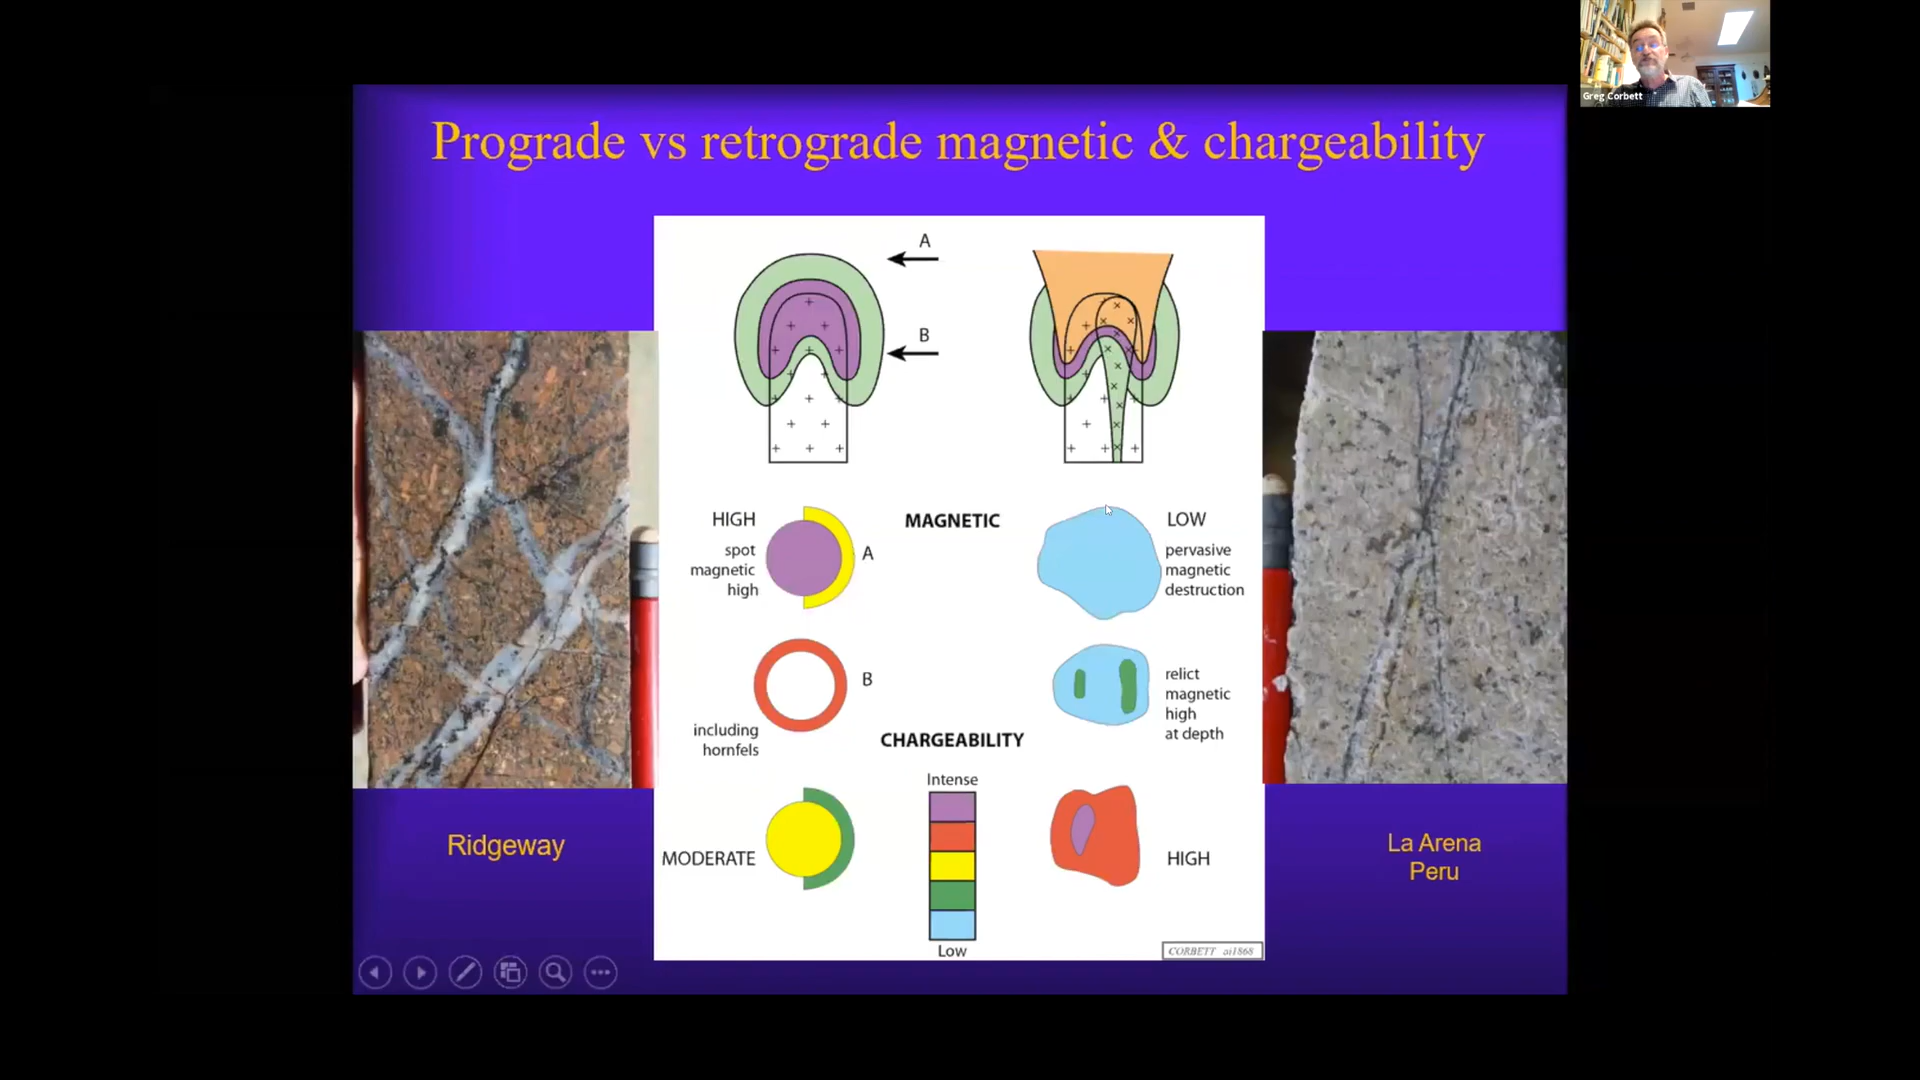 Greg Corbett
Prograde vs retrograde magnetic & chargeability
A
B
HIGH
spot
magnetic
high
A
MAGNETIC
LOW
pervasive
magnetic
destruction
B
including
hornfels
relict
magnetic
high
at depth
CHARGEABILITY
Intense
MODERATE
HIGH
Low
CORBETT ai1868
Ridgeway
La Arena
Peru